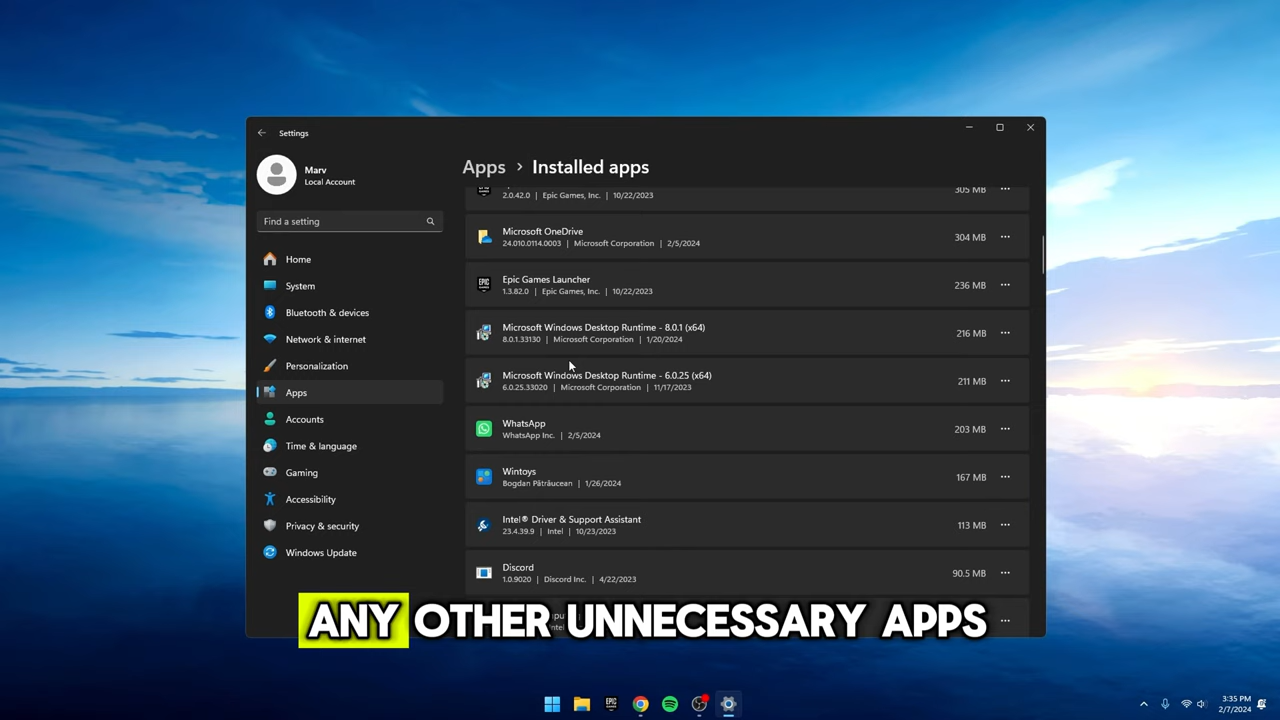 Settings
Marv
Local Account
Find a setting
Home
System
Bluetooth & devices
Network & internet
Personalization
Apps
Accounts
Time & language
Gaming
Accessibility
Privacy & security
Windows Update
Apps > Installed apps
2.0.42.0 | Epic Games, Inc. | 10/22/2023
305 MB
Microsoft OneDrive
24.010.0114.0003 | Microsoft Corporation | 2/5/2024
304 MB
Epic Games Launcher
1.3.82.0 | Epic Games, Inc. | 10/22/2023
236 MB
Microsoft Windows Desktop Runtime - 8.0.1 (x64)
8.0.1.33130 | Microsoft Corporation | 1/20/2024
216 MB
Microsoft Windows Desktop Runtime - 6.0.25 (x64)
6.0.25.33020 | Microsoft Corporation | 11/17/2023
211 MB
WhatsApp
WhatsApp Inc. | 2/5/2024
203 MB
Wintoys
Bogdan Pătrăucean | 1/26/2024
167 MB
Intel® Driver & Support Assistant
23.4.39.9 | Intel | 10/23/2023
113 MB
Discord
1.0.9020 | Discord Inc. | 4/22/2023
90.5 MB
ANY OTHER UNNECESSARY APPS
EPIC
3:35 PM
2/7/2024